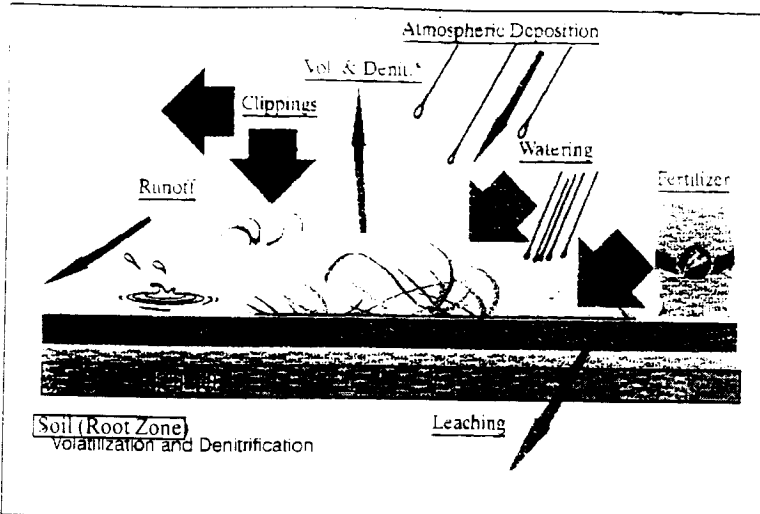 Atmospheric Deposition
Vol. & Denit.*
Clippings
Watering
Runoff
Fertilizer
Soil (Root Zone)
Leaching
Volatilization and Denitrification